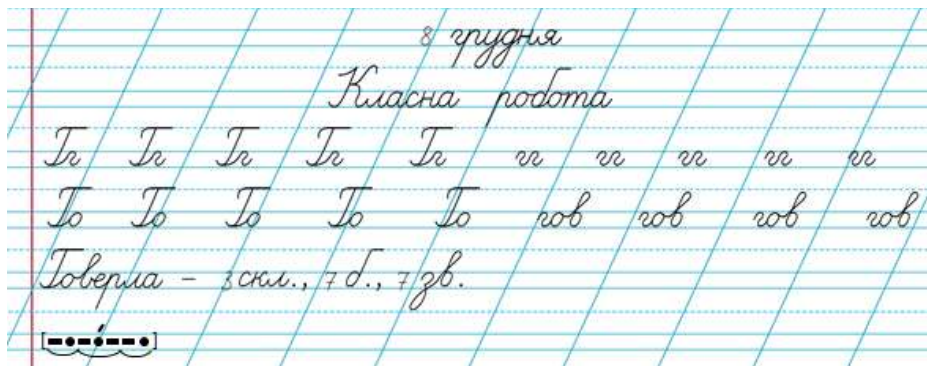 8 грудня
Класна робота
Гг Гг Гг Гг Гг гг гг гг гг гг
Го Го Го Го Го гов гов гов гов
Говерла – 3 скл., 7 б., 7 зв.
[–•–•́––•]